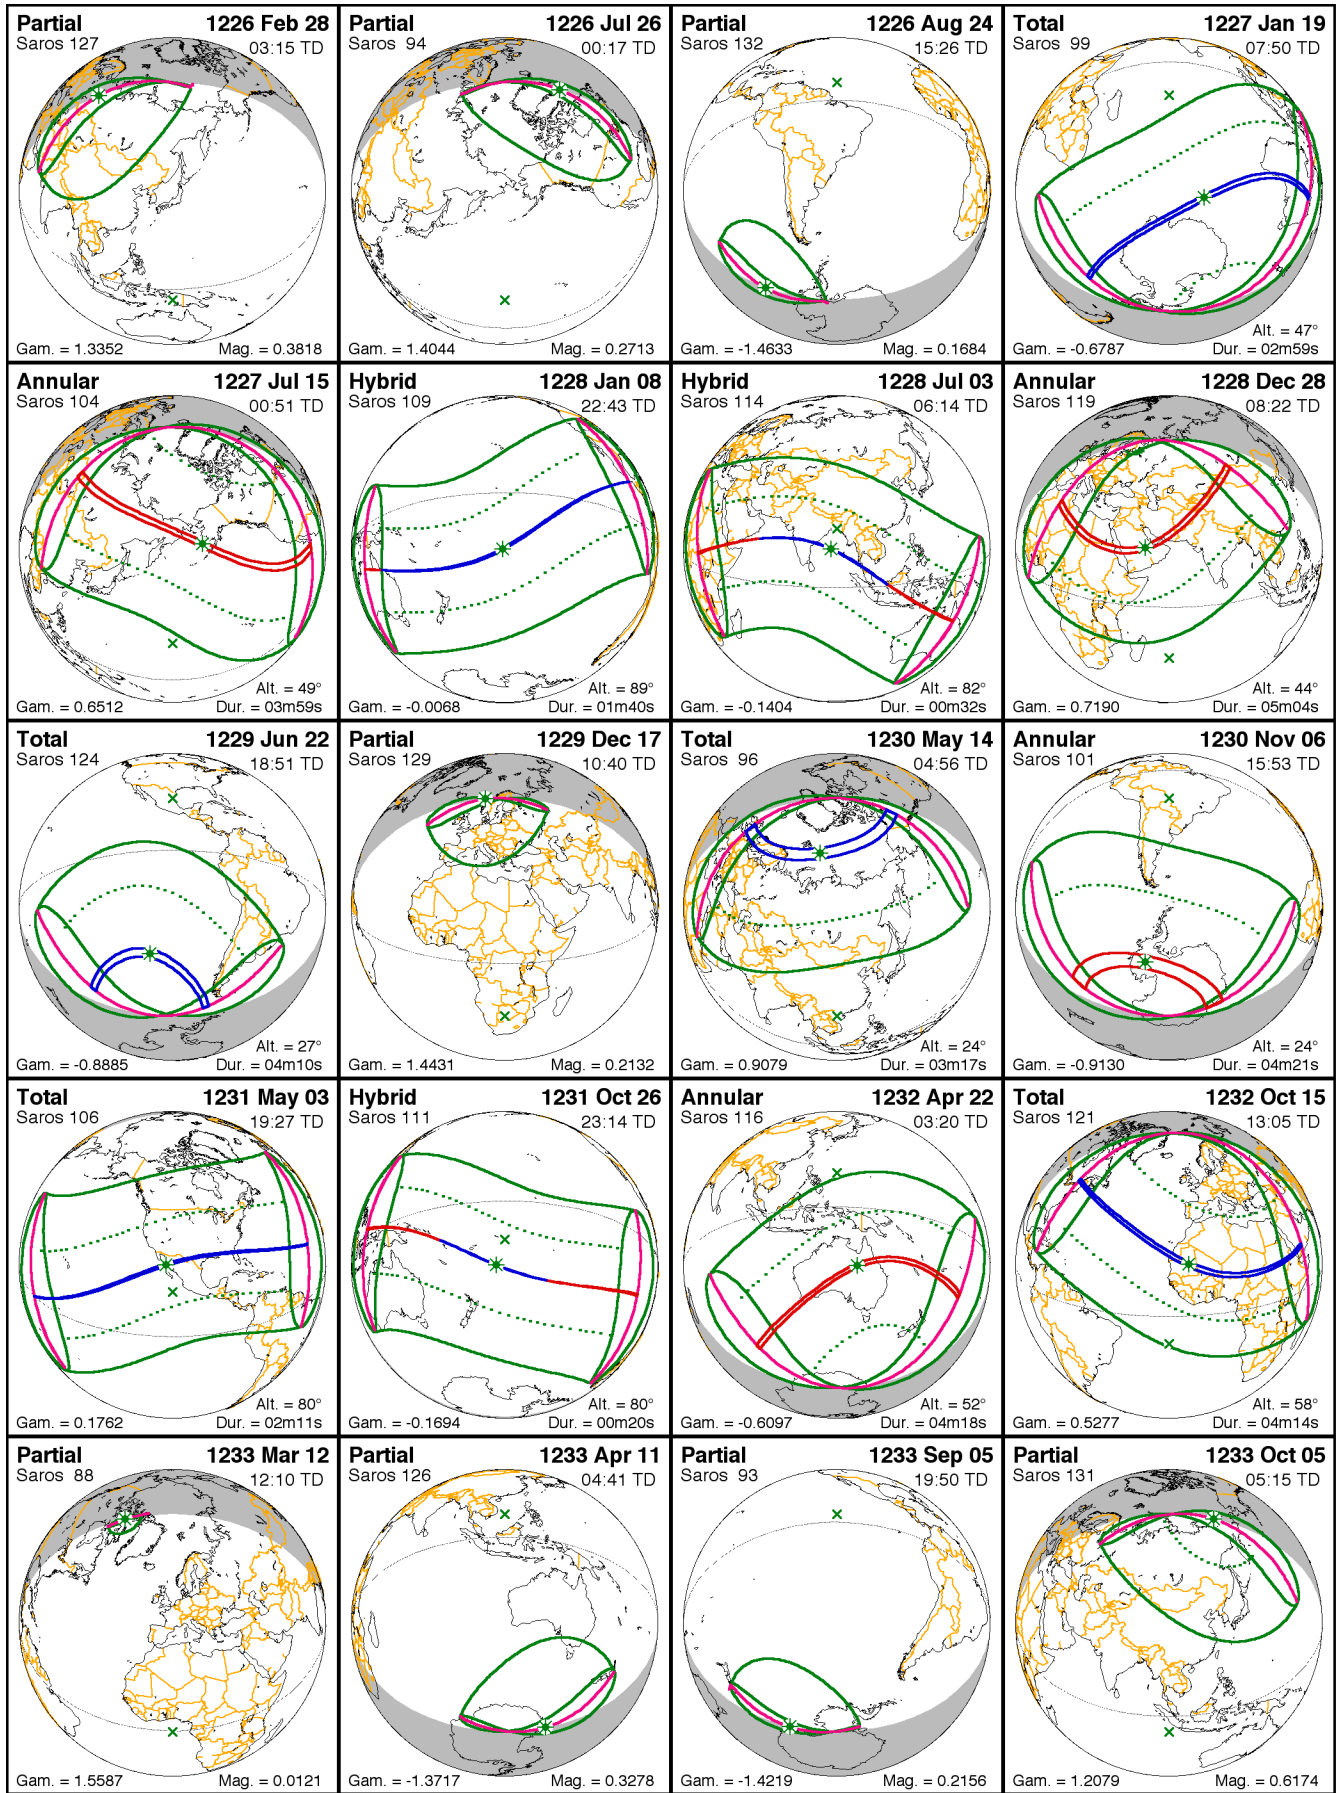 Partial 1226 Feb 28
Saros 127 03:15 TD
Gam. = 1.3352 Mag. = 0.3818
Partial 1226 Jul 26
Saros 94 00:17 TD
Gam. = 1.4044 Mag. = 0.2713
Partial 1226 Aug 24
Saros 132 15:26 TD
Gam. = -1.4633 Mag. = 0.1684
Total 1227 Jan 19
Saros 99 07:50 TD
Alt. = 47°
Gam. = -0.6787 Dur. = 02m59s
Annular 1227 Jul 15
Saros 104 00:51 TD
Alt. = 49°
Gam. = 0.6512 Dur. = 03m59s
Hybrid 1228 Jan 08
Saros 109 22:43 TD
Alt. = 89°
Gam. = -0.0068 Dur. = 01m40s
Hybrid 1228 Jul 03
Saros 114 06:14 TD
Alt. = 82°
Gam. = -0.1404 Dur. = 00m32s
Annular 1228 Dec 28
Saros 119 08:22 TD
Alt. = 44°
Gam. = 0.7190 Dur. = 05m04s
Total 1229 Jun 22
Saros 124 18:51 TD
Alt. = 27°
Gam. = -0.8885 Dur. = 04m10s
Partial 1229 Dec 17
Saros 129 10:40 TD
Gam. = 1.4431 Mag. = 0.2132
Total 1230 May 14
Saros 96 04:56 TD
Alt. = 24°
Gam. = 0.9079 Dur. = 03m17s
Annular 1230 Nov 06
Saros 101 15:53 TD
Alt. = 24°
Gam. = -0.9130 Dur. = 04m21s
Total 1231 May 03
Saros 106 19:27 TD
Alt. = 80°
Gam. = 0.1762 Dur. = 02m11s
Hybrid 1231 Oct 26
Saros 111 23:14 TD
Alt. = 80°
Gam. = -0.1694 Dur. = 00m20s
Annular 1232 Apr 22
Saros 116 03:20 TD
Alt. = 52°
Gam. = -0.6097 Dur. = 04m18s
Total 1232 Oct 15
Saros 121 13:05 TD
Alt. = 58°
Gam. = 0.5277 Dur. = 04m14s
Partial 1233 Mar 12
Saros 88 12:10 TD
Gam. = 1.5587 Mag. = 0.0121
Partial 1233 Apr 11
Saros 126 04:41 TD
Gam. = -1.3717 Mag. = 0.3278
Partial 1233 Sep 05
Saros 93 19:50 TD
Gam. = -1.4219 Mag. = 0.2156
Partial 1233 Oct 05
Saros 131 05:15 TD
Gam. = 1.2079 Mag. = 0.6174